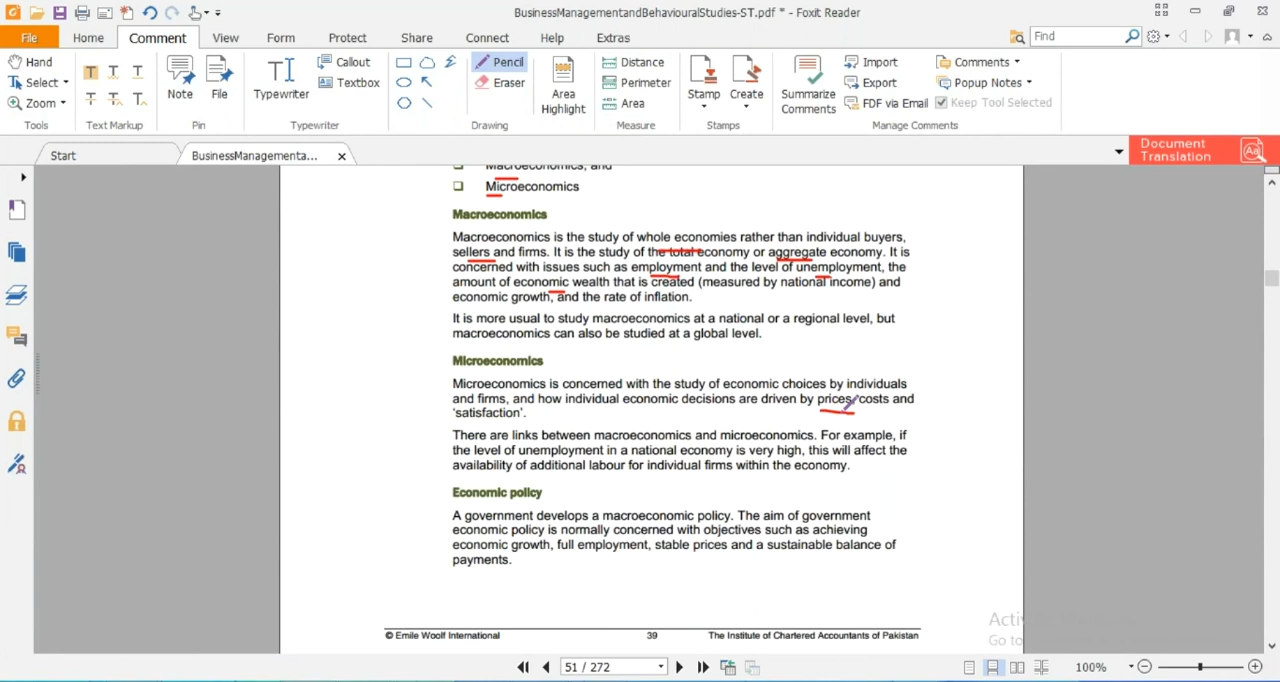 BusinessManagementandBehaviouralStudies-ST.pdf * - Foxit Reader
File Home Comment View Form Protect Share Connect Help Extras Find
Hand
Select
Zoom
Tools
Text Markup
Note
File
Pin
Typewriter
Callout
Textbox
Typewriter
Pencil
Eraser
Drawing
Area
Highlight
Distance
Perimeter
Area
Measure
Stamp
Create
Stamps
Summarize
Comments
Import
Export
FDF via Email
Comments
Popup Notes
Keep Tool Selected
Manage Comments
Start
BusinessManagementa...
Document
Translation
Macroeconomics, and
Microeconomics
Macroeconomics
Macroeconomics is the study of whole economies rather than individual buyers,
sellers and firms. It is the study of the total economy or aggregate economy. It is
concerned with issues such as employment and the level of unemployment, the
amount of economic wealth that is created (measured by national income) and
economic growth, and the rate of inflation.
It is more usual to study macroeconomics at a national or a regional level, but
macroeconomics can also be studied at a global level.
Microeconomics
Microeconomics is concerned with the study of economic choices by individuals
and firms, and how individual economic decisions are driven by prices costs and
‘satisfaction’.
There are links between macroeconomics and microeconomics. For example, if
the level of unemployment in a national economy is very high, this will affect the
availability of additional labour for individual firms within the economy.
Economic policy
A government develops a macroeconomic policy. The aim of government
economic policy is normally concerned with objectives such as achieving
economic growth, full employment, stable prices and a sustainable balance of
payments.
© Emile Woolf International 39 The Institute of Chartered Accountants of Pakistan
Go to
51 / 272
100%